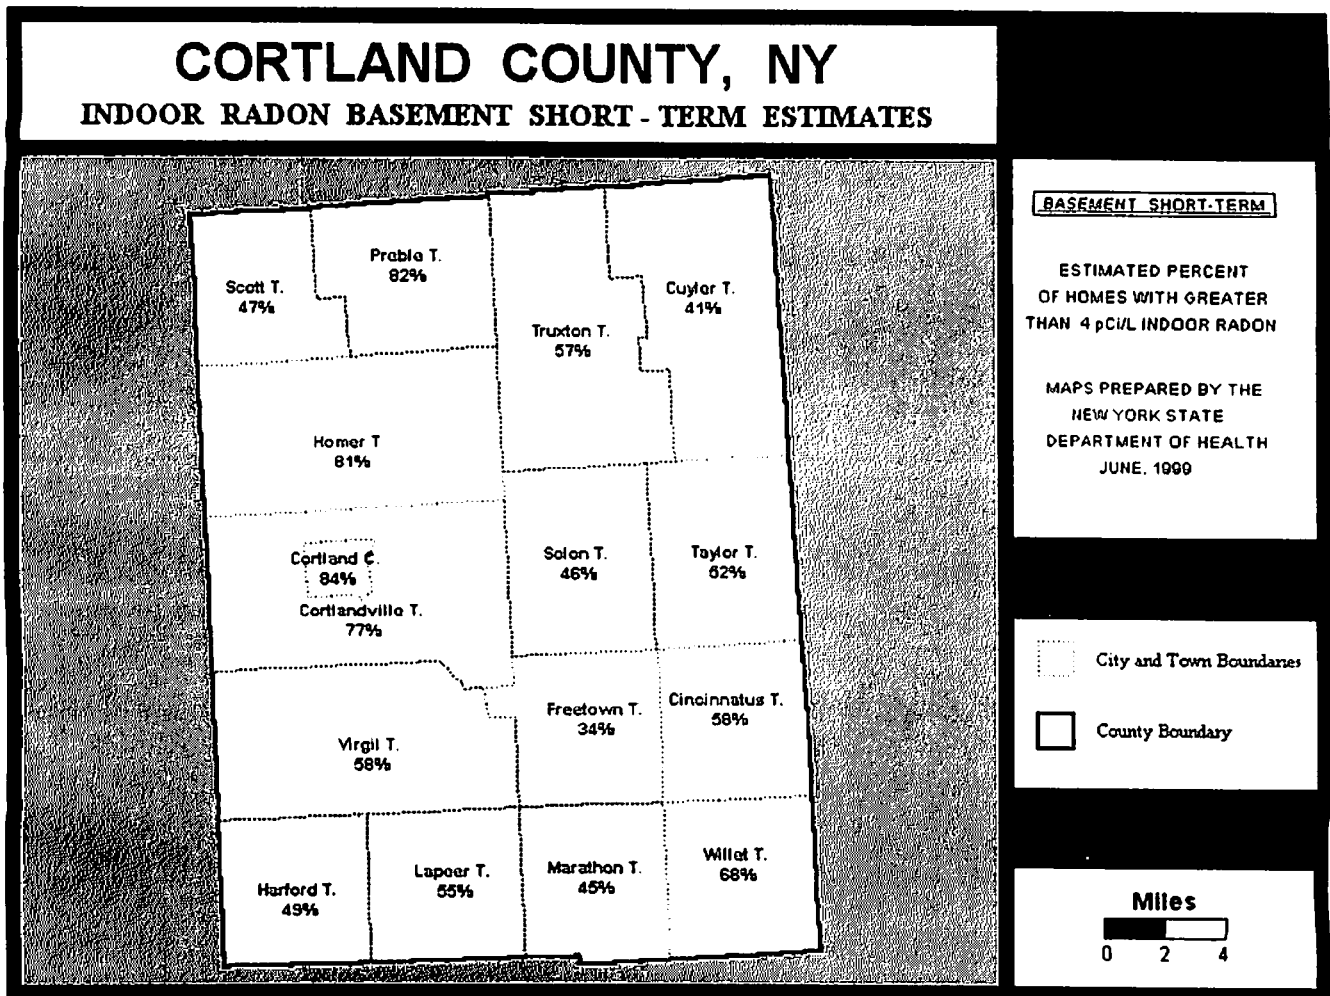 CORTLAND COUNTY, NY
INDOOR RADON BASEMENT SHORT - TERM ESTIMATES
BASEMENT SHORT-TERM
ESTIMATED PERCENT
OF HOMES WITH GREATER
THAN 4 pCi/L INDOOR RADON
MAPS PREPARED BY THE
NEW YORK STATE
DEPARTMENT OF HEALTH
JUNE, 1999
Scott T.
47%
Preble T.
82%
Truxton T.
57%
Cuyler T.
41%
Homer T
81%
Cortland C.
84%
Cortlandville T.
77%
Solon T.
46%
Taylor T.
52%
Virgil T.
58%
Freetown T.
34%
Cincinnatus T.
58%
Harford T.
49%
Lapeer T.
55%
Marathon T.
45%
Willet T.
68%
City and Town Boundaries
County Boundary
Miles
0 2 4